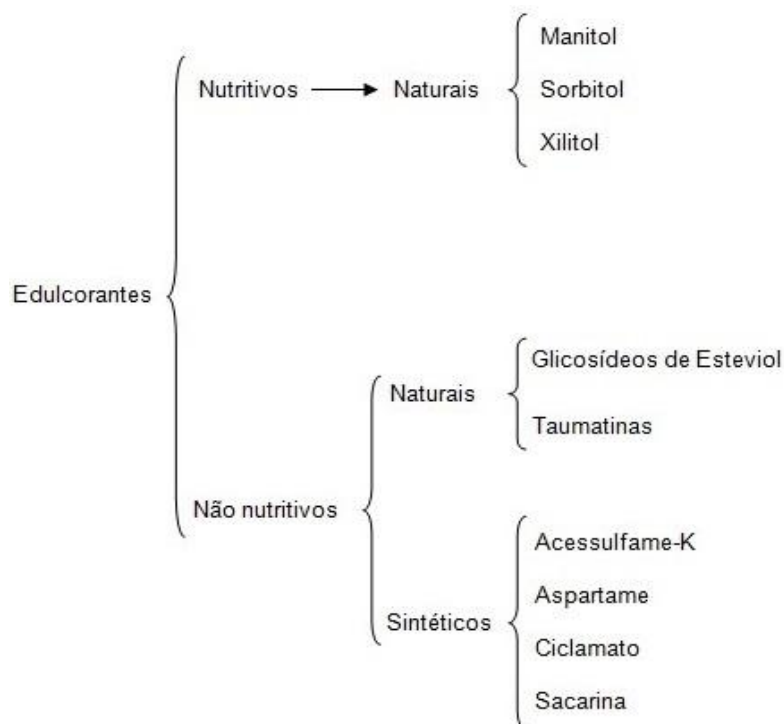 Edulcorantes
Nutritivos
Naturais
Manitol
Sorbitol
Xilitol
Não nutritivos
Naturais
Glicosídeos de Esteviol
Taumatinas
Sintéticos
Acessulfame-K
Aspartame
Ciclamato
Sacarina